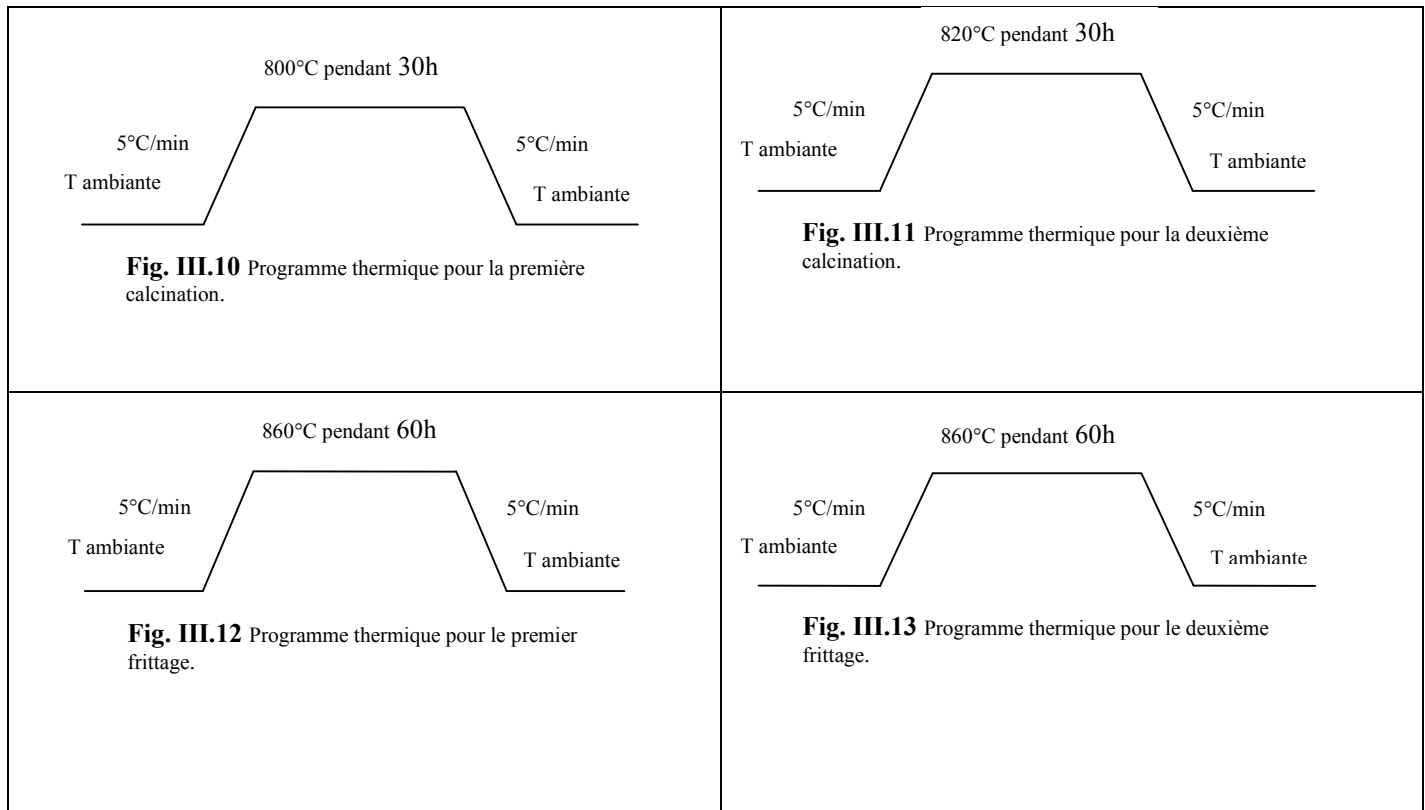 800°C pendant 30h
5°C/min
5°C/min
T ambiante
T ambiante
Fig. III.10 Programme thermique pour la première
calcination.
820°C pendant 30h
5°C/min
5°C/min
T ambiante
T ambiante
Fig. III.11 Programme thermique pour la deuxième
calcination.
860°C pendant 60h
5°C/min
5°C/min
T ambiante
T ambiante
Fig. III.12 Programme thermique pour le premier
frittage.
860°C pendant 60h
5°C/min
5°C/min
T ambiante
T ambiante
Fig. III.13 Programme thermique pour le deuxième
frittage.